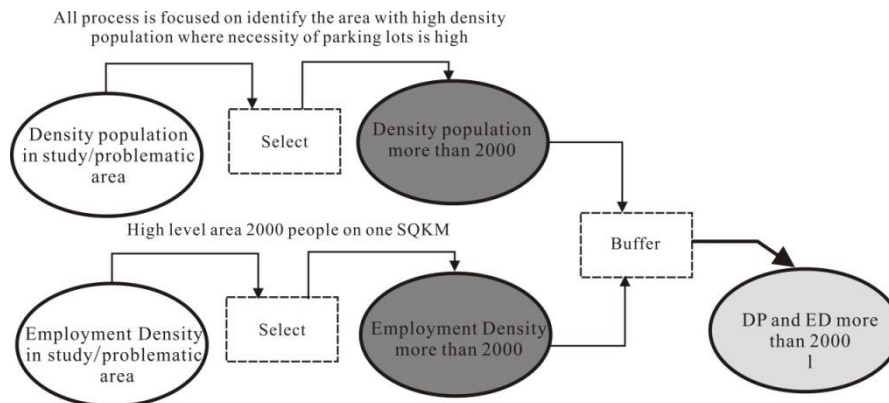 All process is focused on identify the area with high density
population where necessity of parking lots is high
Density population
in study/problematic
area
Select
Density population
more than 2000
High level area 2000 people on one SQKM
Buffer
Employment Density
in study/problematic
area
Select
Employment Density
more than 2000
DP and ED more
than 2000
1